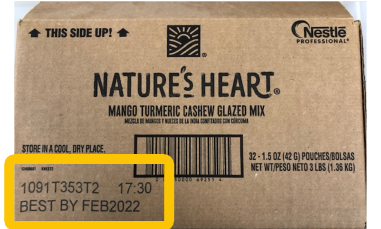 THIS SIDE UP!
Nestlé
PROFESSIONAL®
NATURE'S HEART®
MANGO TURMERIC CASHEW GLAZED MIX
MEZCLA DE MANGOS Y NUECES DE LA INDIA CONFITADOS CON CÚRCUMA
STORE IN A COOL, DRY PLACE.
32 - 1.5 OZ (42 G) POUCHES/BOLSAS
NET WT/PESO NETO 3 LBS (1.36 KG)
1091T353T2 17:30
BEST BY FEB2022